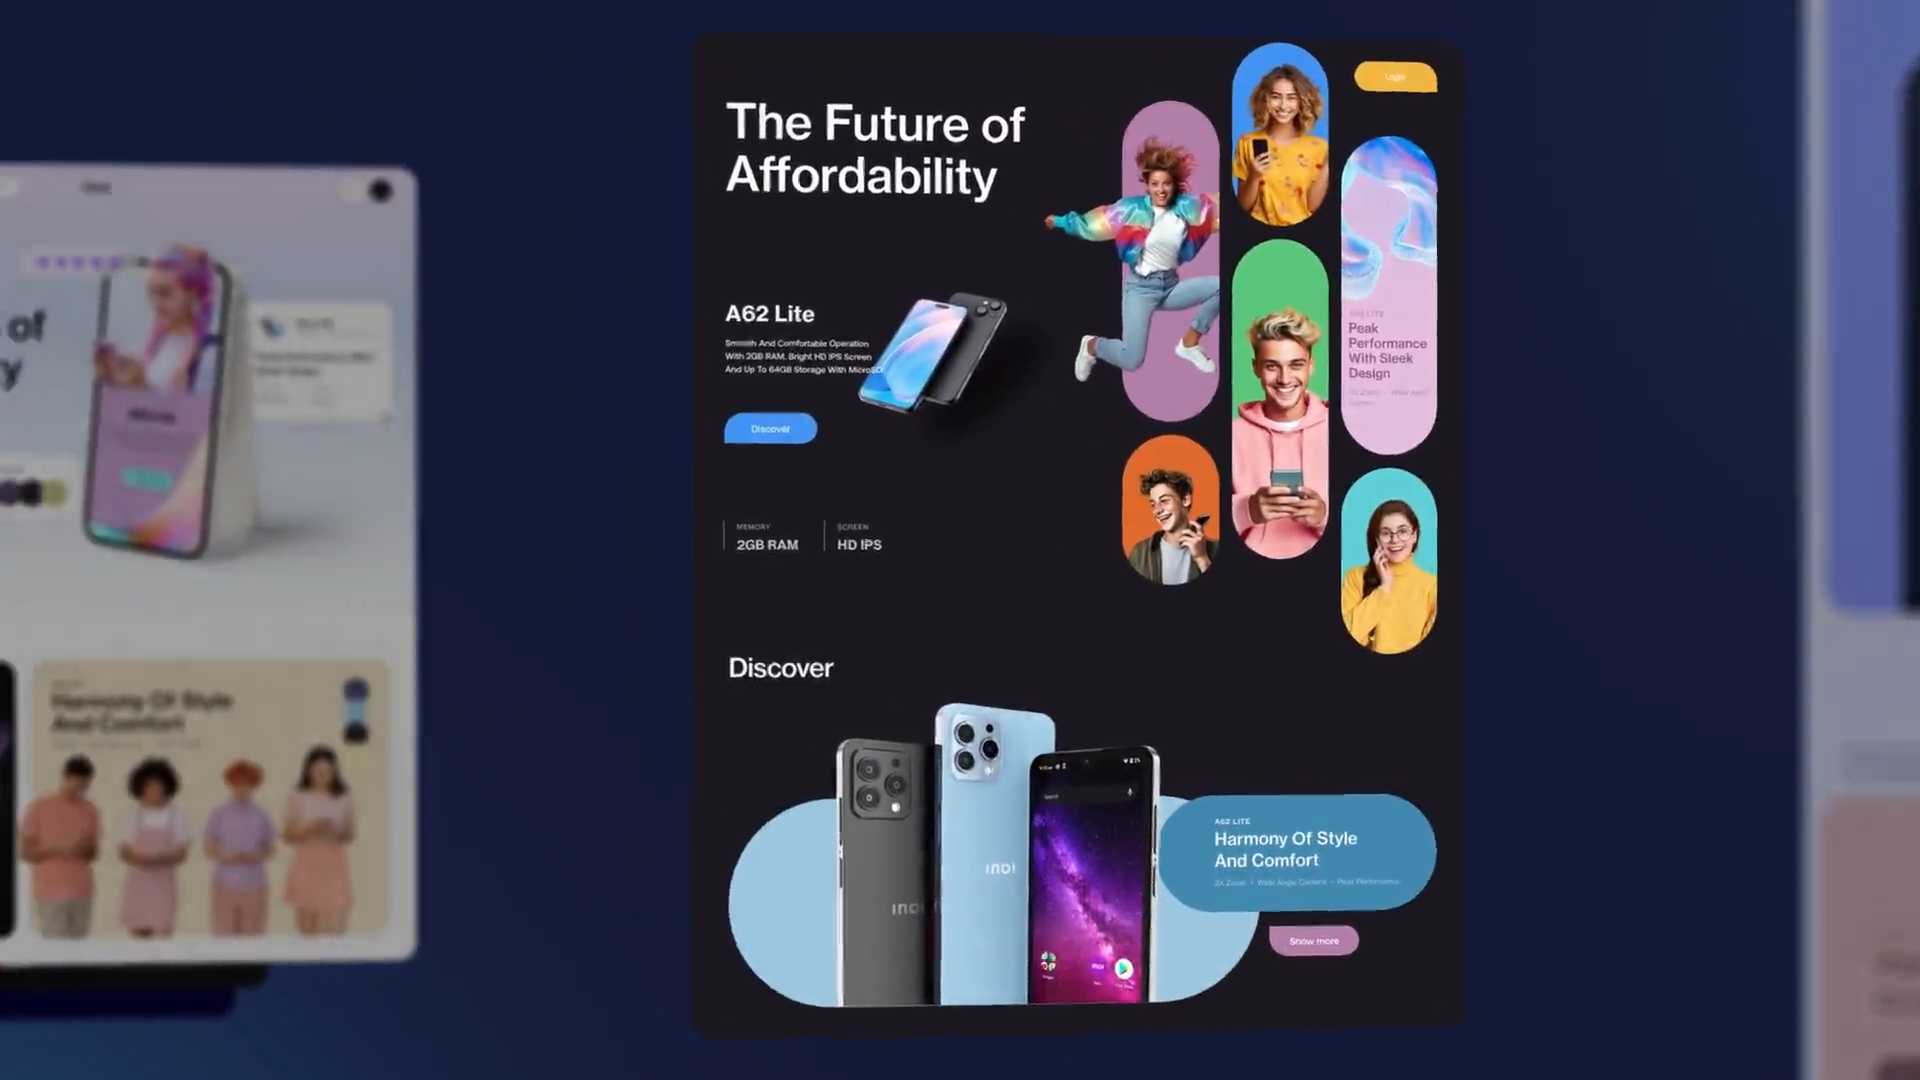 The Future of
Affordability
Login
A62 Lite
Smooth And Comfortable Operation
With 2GB RAM, Bright HD IPS Screen
And Up To 64GB Storage With MicroSD
Discover
MEMORY
2GB RAM
SCREEN
HD IPS
A62 LITE
Peak
Performance
With Sleek
Design
Discover
inoi
inoi
Search
A62 LITE
Harmony Of Style
And Comfort
2X Zoom • Wide Angle Camera • Peak Performance
Show more
of
y
Harmony Of Style
And Comfort